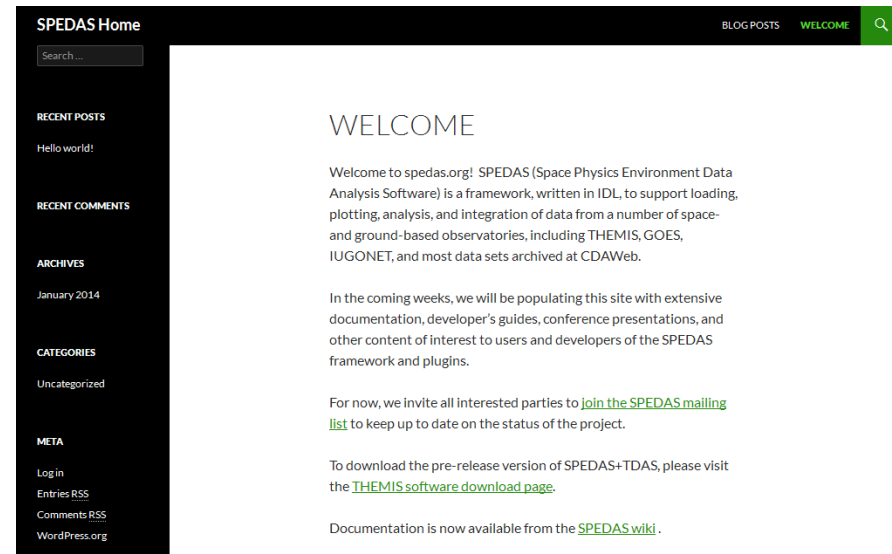 SPEDAS Home
BLOG POSTS
WELCOME
Search ...
RECENT POSTS
Hello world!
RECENT COMMENTS
ARCHIVES
January 2014
CATEGORIES
Uncategorized
META
Log in
Entries RSS
Comments RSS
WordPress.org
WELCOME
Welcome to spedas.org! SPEDAS (Space Physics Environment Data
Analysis Software) is a framework, written in IDL, to support loading,
plotting, analysis, and integration of data from a number of space-
and ground-based observatories, including THEMIS, GOES,
IUGONET, and most data sets archived at CDAWeb.
In the coming weeks, we will be populating this site with extensive
documentation, developer’s guides, conference presentations, and
other content of interest to users and developers of the SPEDAS
framework and plugins.
For now, we invite all interested parties to join the SPEDAS mailing
list to keep up to date on the status of the project.
To download the pre-release version of SPEDAS+TDAS, please visit
the THEMIS software download page.
Documentation is now available from the SPEDAS wiki .